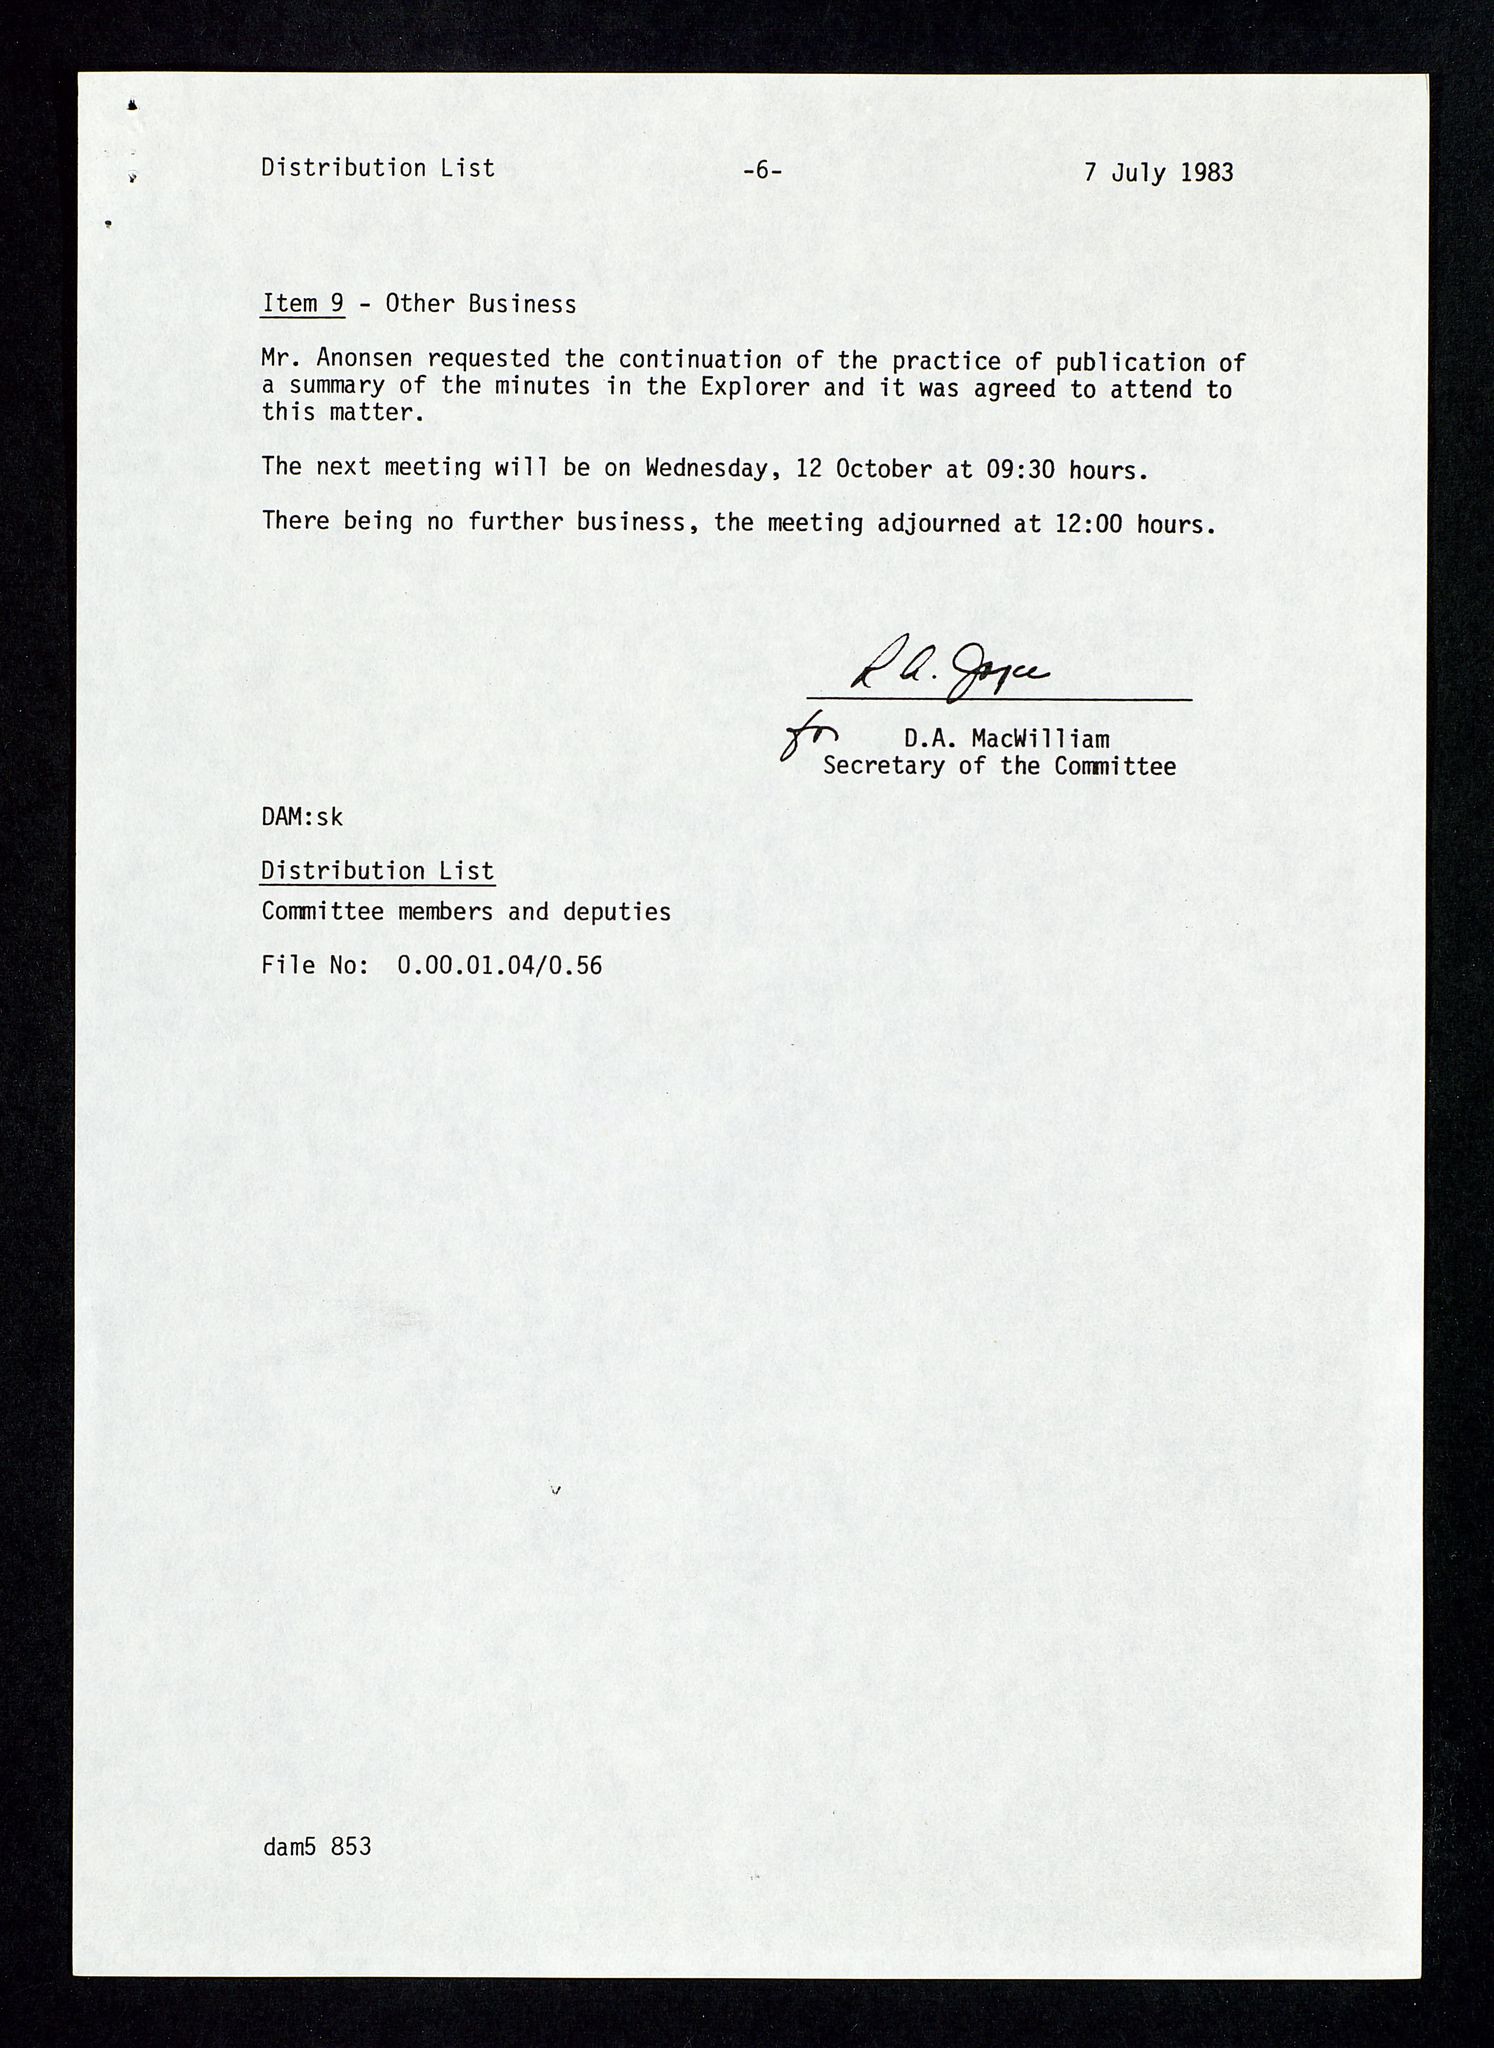 Distribution List -6- 7 July 1983
Item 9 - Other Business
Mr. Anonsen requested the continuation of the practice of publication of
a summary of the minutes in the Explorer and it was agreed to attend to
this matter.
The next meeting will be on Wednesday, 12 October at 09:30 hours.
There being no further business, the meeting adjourned at 12:00 hours.
R A. Joyce
for D.A. MacWilliam
Secretary of the Committee
DAM:sk
Distribution List
Committee members and deputies
File No: 0.00.01.04/0.56
dam5 853